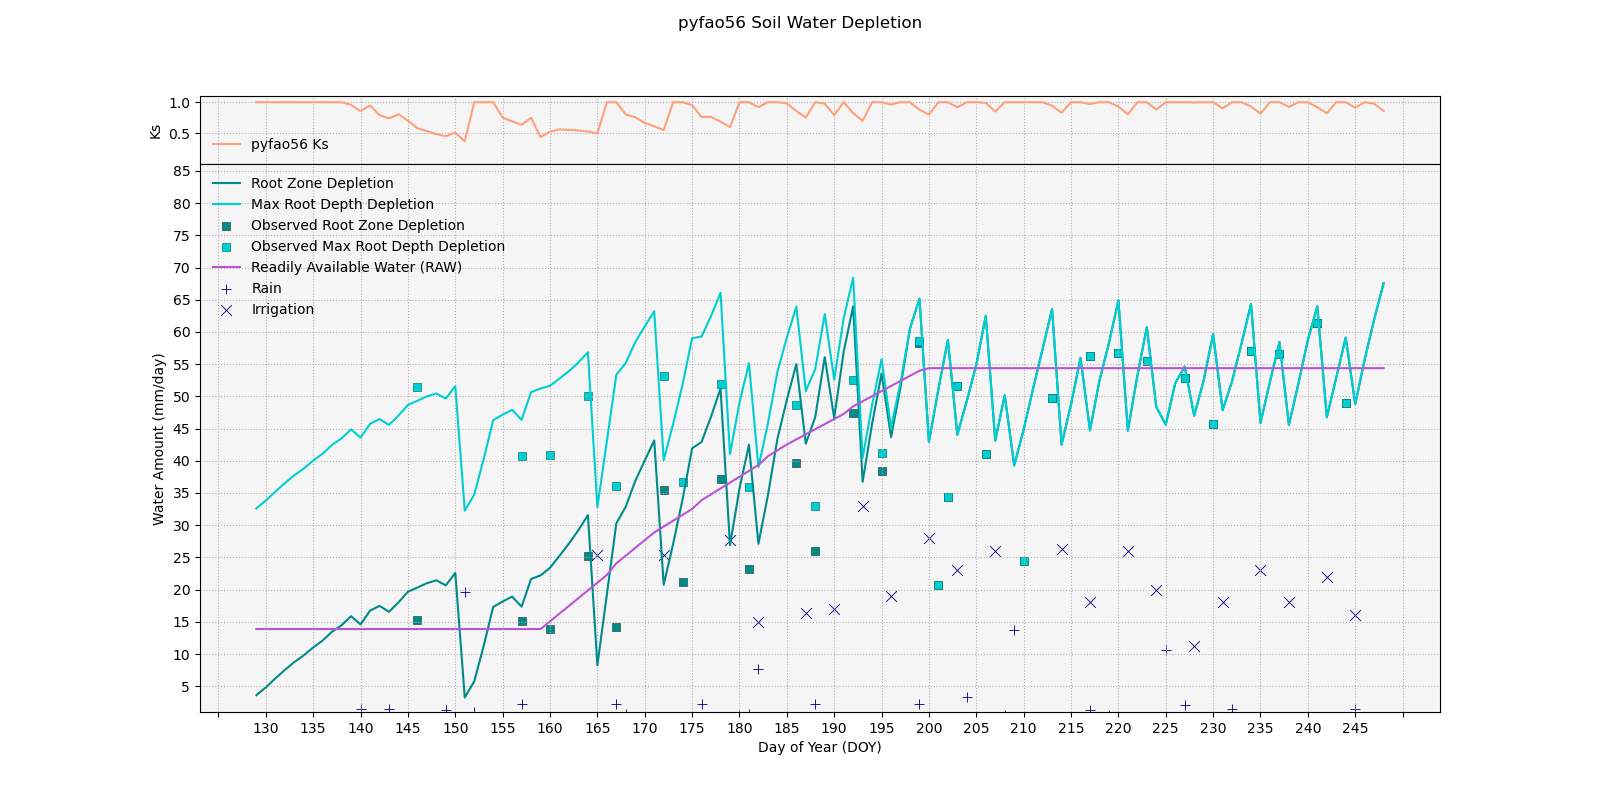 pyfao56 Soil Water Depletion
1.0
0.5
Ks
pyfao56 Ks
85
80
75
70
65
60
55
50
45
40
35
30
25
20
15
10
5
Water Amount (mm/day)
Root Zone Depletion
Max Root Depth Depletion
Observed Root Zone Depletion
Observed Max Root Depth Depletion
Readily Available Water (RAW)
Rain
Irrigation
130 135 140 145 150 155 160 165 170 175 180 185 190 195 200 205 210 215 220 225 230 235 240 245
Day of Year (DOY)